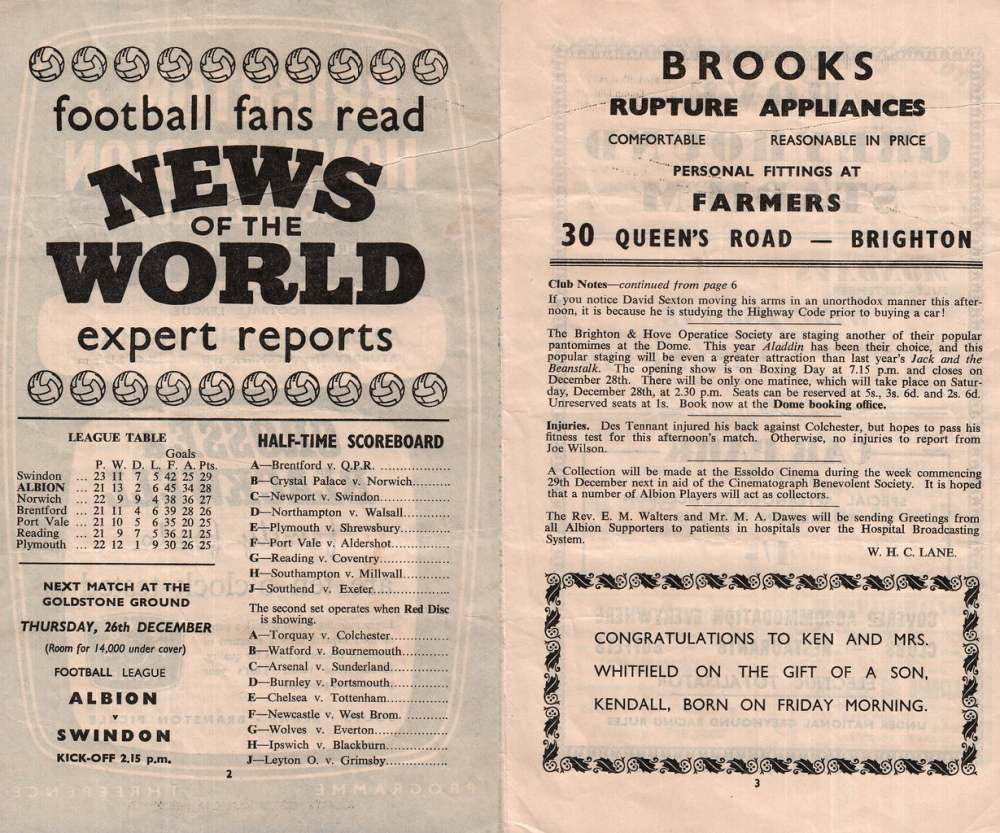 football fans read
NEWS
OF THE
WORLD
expert reports
LEAGUE TABLE
Goals
P. W. D. L. F. A. Pts.
Swindon ... 23 11 7 5 42 25 29
ALBION ... 21 13 2 6 45 34 28
Norwich ... 22 9 9 4 38 36 27
Brentford ... 21 11 4 6 39 28 26
Port Vale ... 21 10 5 6 35 20 25
Reading ... 21 9 7 5 36 21 25
Plymouth ... 22 12 1 9 30 26 25
NEXT MATCH AT THE
GOLDSTONE GROUND
THURSDAY, 26th DECEMBER
(Room for 14,000 under cover)
FOOTBALL LEAGUE
ALBION
v
SWINDON
KICK-OFF 2.15 p.m.
HALF-TIME SCOREBOARD
A—Brentford v. Q.P.R. ..................
B—Crystal Palace v. Norwich.........
C—Newport v. Swindon................
D—Northampton v. Walsall............
E—Plymouth v. Shrewsbury............
F—Port Vale v. Aldershot..............
G—Reading v. Coventry.................
H—Southampton v. Millwall...........
J—Southend v. Exeter..................
The second set operates when Red Disc
is showing.
A—Torquay v. Colchester..............
B—Watford v. Bournemouth............
C—Arsenal v. Sunderland...............
D—Burnley v. Portsmouth..............
E—Chelsea v. Tottenham...............
F—Newcastle v. West Brom. ..........
G—Wolves v. Everton...................
H—Ipswich v. Blackburn...............
J—Leyton O. v. Grimsby...............
2
BROOKS
RUPTURE APPLIANCES
COMFORTABLE REASONABLE IN PRICE
PERSONAL FITTINGS AT
FARMERS
30 QUEEN'S ROAD — BRIGHTON
Club Notes—continued from page 6
If you notice David Sexton moving his arms in an unorthodox manner this after-
noon, it is because he is studying the Highway Code prior to buying a car!
The Brighton & Hove Operatice Society are staging another of their popular
pantomimes at the Dome. This year Aladdin has been their choice, and this
popular staging will be even a greater attraction than last year's Jack and the
Beanstalk. The opening show is on Boxing Day at 7.15 p.m. and closes on
December 28th. There will be only one matinee, which will take place on Satur-
day, December 28th, at 2.30 p.m. Seats can be reserved at 5s., 3s. 6d. and 2s. 6d.
Unreserved seats at 1s. Book now at the Dome booking office.
Injuries. Des Tennant injured his back against Colchester, but hopes to pass his
fitness test for this afternoon's match. Otherwise, no injuries to report from
Joe Wilson.
A Collection will be made at the Essoldo Cinema during the week commencing
29th December next in aid of the Cinematograph Benevolent Society. It is hoped
that a number of Albion Players will act as collectors.
The Rev. E. M. Walters and Mr. M. A. Dawes will be sending Greetings from
all Albion Supporters to patients in hospitals over the Hospital Broadcasting
System.
W. H. C. LANE.
CONGRATULATIONS TO KEN AND MRS.
WHITFIELD ON THE GIFT OF A SON,
KENDALL, BORN ON FRIDAY MORNING.
3